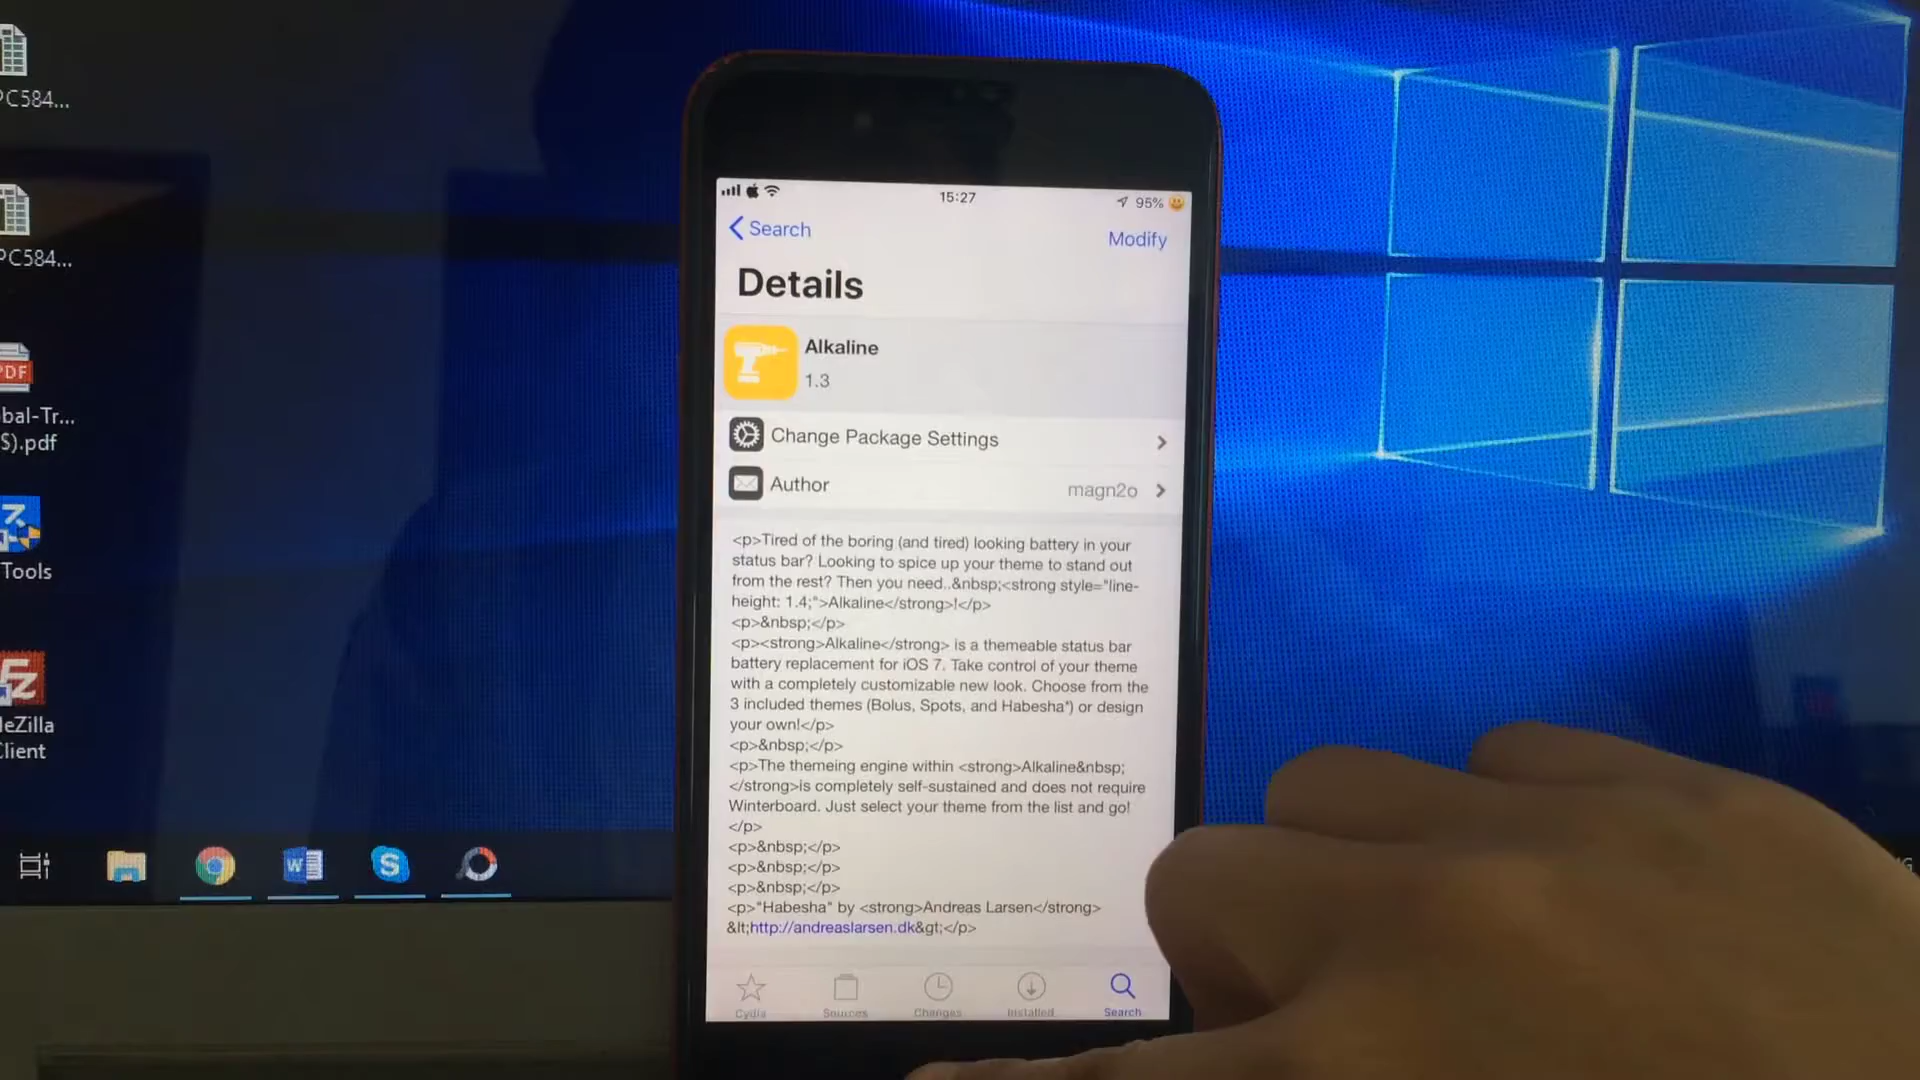 PC584...
PC584...
PDF
bal-Tr...
S).pdf
Tools
leZilla
Client
15:27
95%
Search
Modify
Details
Alkaline
1.3
Change Package Settings
Author
magn2o
<p>Tired of the boring (and tired) looking battery in your
status bar? Looking to spice up your theme to stand out
from the rest? Then you need..&nbsp;<strong style="line-
height: 1.4;">Alkaline</strong>!</p>
<p>&nbsp;</p>
<p><strong>Alkaline</strong> is a themeable status bar
battery replacement for iOS 7. Take control of your theme
with a completely customizable new look. Choose from the
3 included themes (Bolus, Spots, and Habesha*) or design
your own!</p>
<p>&nbsp;</p>
<p>The themeing engine within <strong>Alkaline&nbsp;
</strong>is completely self-sustained and does not require
Winterboard. Just select your theme from the list and go!
</p>
<p>&nbsp;</p>
<p>&nbsp;</p>
<p>&nbsp;</p>
<p>"Habesha" by <strong>Andreas Larsen</strong>
&lt;http://andreaslarsen.dk&gt;</p>
Cydia
Sources
Changes
Installed
Search